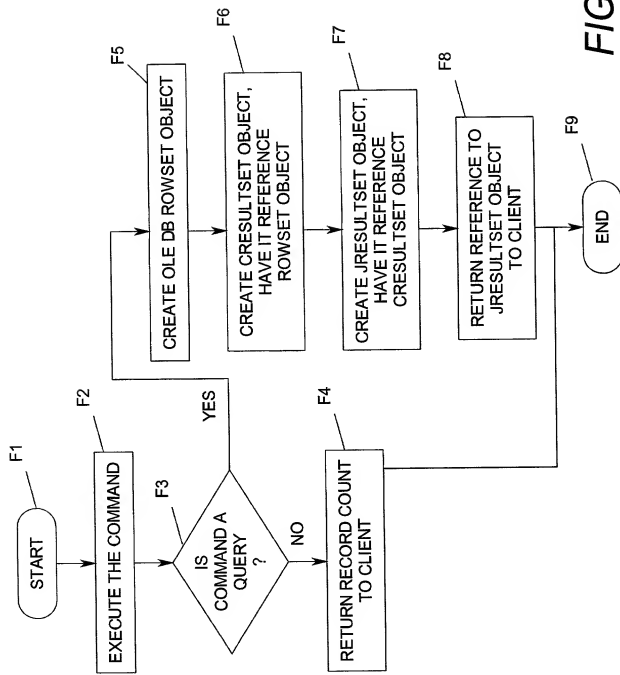 F1
START
F2
EXECUTE THE COMMAND
F3
IS
COMMAND A
QUERY
?
YES
NO
F4
RETURN RECORD COUNT
TO CLIENT
F5
CREATE OLE DB ROWSET OBJECT
F6
CREATE CRESULTSET OBJECT,
HAVE IT REFERENCE
ROWSET OBJECT
F7
CREATE JRESULTSET OBJECT,
HAVE IT REFERENCE
CRESULTSET OBJECT
F8
RETURN REFERENCE TO
JRESULTSET OBJECT
TO CLIENT
F9
END
FIG